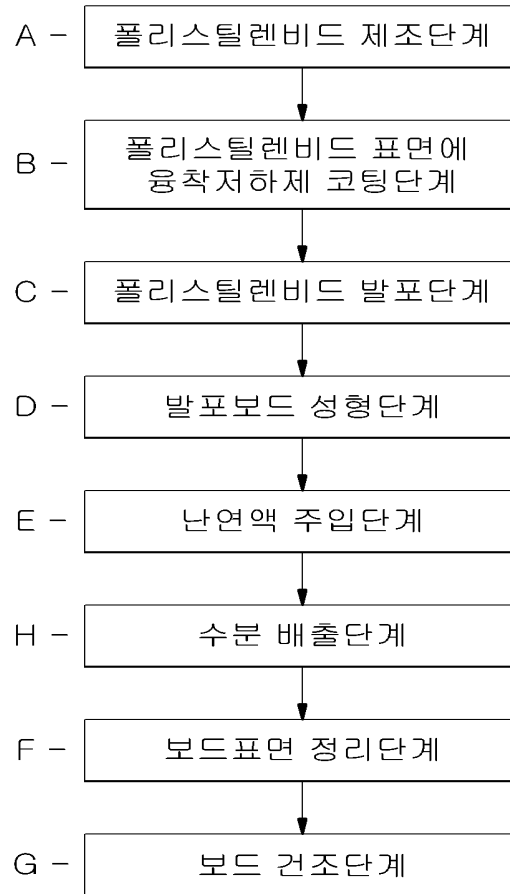 A - 폴리스틸렌비드 제조단계
B - 폴리스틸렌비드 표면에
융착저하제 코팅단계
C - 폴리스틸렌비드 발포단계
D - 발포보드 성형단계
E - 난연액 주입단계
H - 수분 배출단계
F - 보드표면 정리단계
G - 보드 건조단계